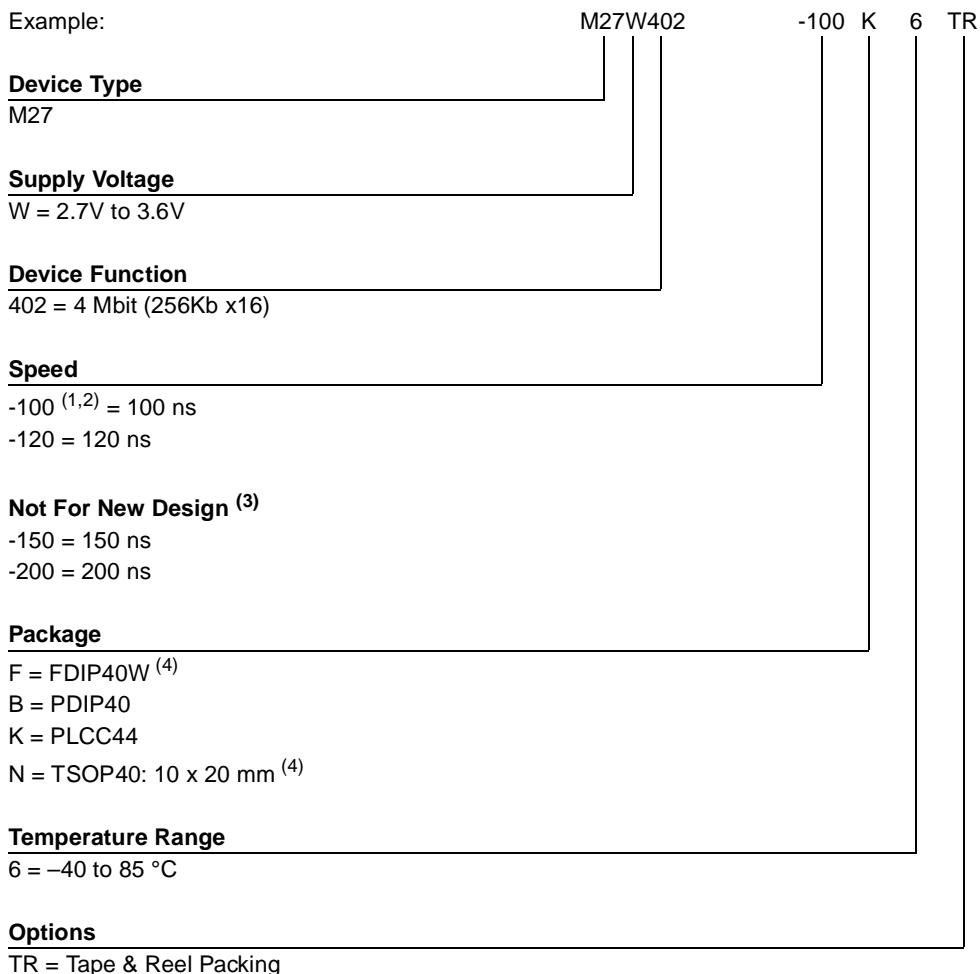 Example: M27W402 -100 K 6 TR
Device Type
M27
Supply Voltage
W = 2.7V to 3.6V
Device Function
402 = 4 Mbit (256Kb x16)
Speed
-100 (1,2) = 100 ns
-120 = 120 ns
Not For New Design (3)
-150 = 150 ns
-200 = 200 ns
Package
F = FDIP40W (4)
B = PDIP40
K = PLCC44
N = TSOP40: 10 x 20 mm (4)
Temperature Range
6 = –40 to 85 °C
Options
TR = Tape & Reel Packing